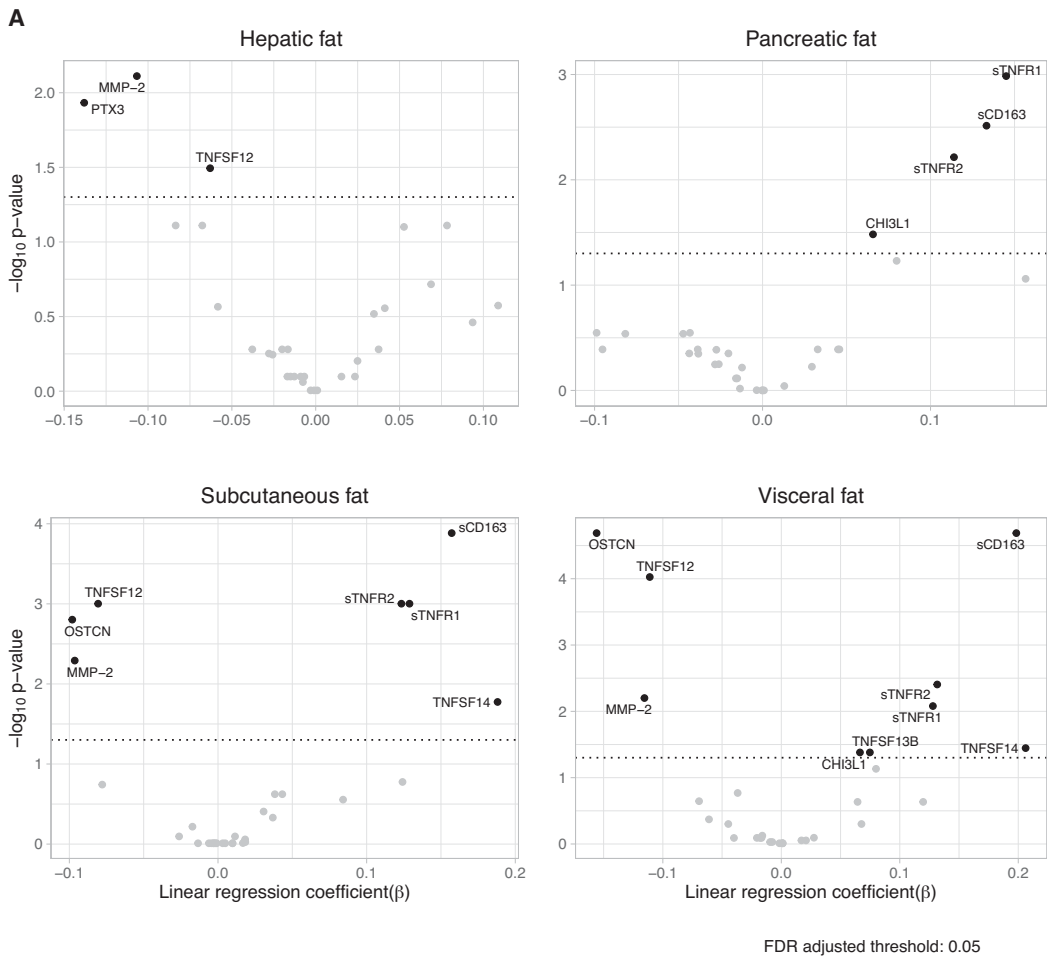 A
Hepatic fat
Pancreatic fat
−log10 p−value
2.0
1.5
1.0
0.5
0.0
MMP−2
PTX3
TNFSF12
−0.15
−0.10
−0.05
0.00
0.05
0.10
3
2
1
0
sTNFR1
sCD163
sTNFR2
CHI3L1
−0.1
0.0
0.1
Subcutaneous fat
Visceral fat
−log10 p−value
4
3
2
1
0
sCD163
TNFSF12
sTNFR2
sTNFR1
OSTCN
MMP−2
TNFSF14
−0.1
0.0
0.1
0.2
Linear regression coefficient(β)
4
3
2
1
0
OSTCN
sCD163
TNFSF12
sTNFR2
MMP−2
sTNFR1
TNFSF13B
TNFSF14
CHI3L1
−0.1
0.0
0.1
0.2
Linear regression coefficient(β)
FDR adjusted threshold: 0.05